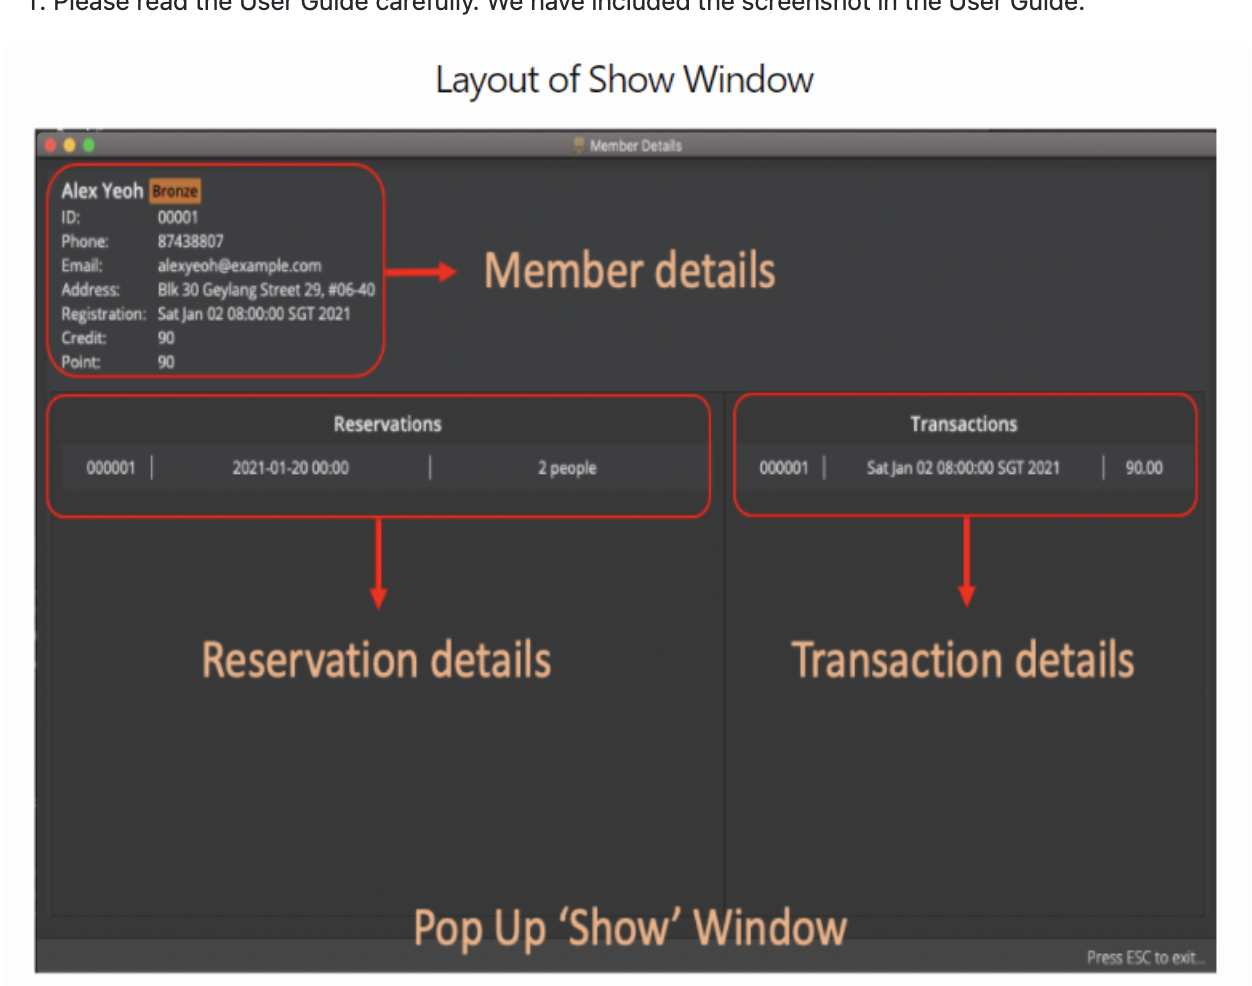 1. Please read the User Guide carefully. We have included the screenshot in the User Guide.
Layout of Show Window
Member Details
Alex Yeoh Bronze
ID: 00001
Phone: 87438807
Email: alexyeoh@example.com
Address: Blk 30 Geylang Street 29, #06-40
Registration: Sat Jan 02 08:00:00 SGT 2021
Credit: 90
Point: 90
Member details
Reservations
000001 | 2021-01-20 00:00 | 2 people
Transactions
000001 | Sat Jan 02 08:00:00 SGT 2021 | 90.00
Reservation details
Transaction details
Pop Up ‘Show’ Window
Press ESC to exit...